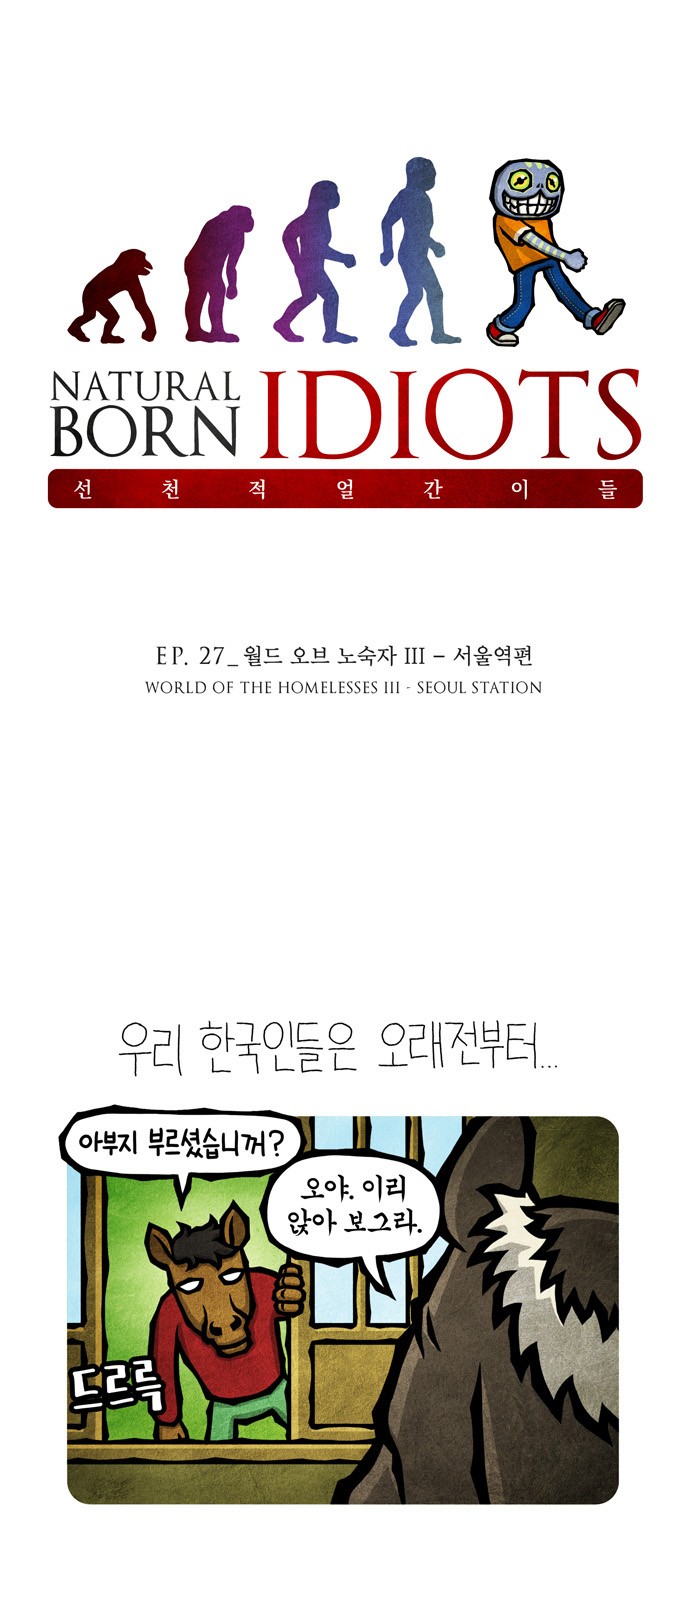 NATURAL
BORN
IDIOTS
선천적얼간이들
EP. 27_월드 오브 노숙자 III – 서울역편
WORLD OF THE HOMELESSES III - SEOUL STATION
우리 한국인들은 오래전부터...
아부지 부르셨습니꺼?
오야. 이리
앉아 보그라.
드르륵